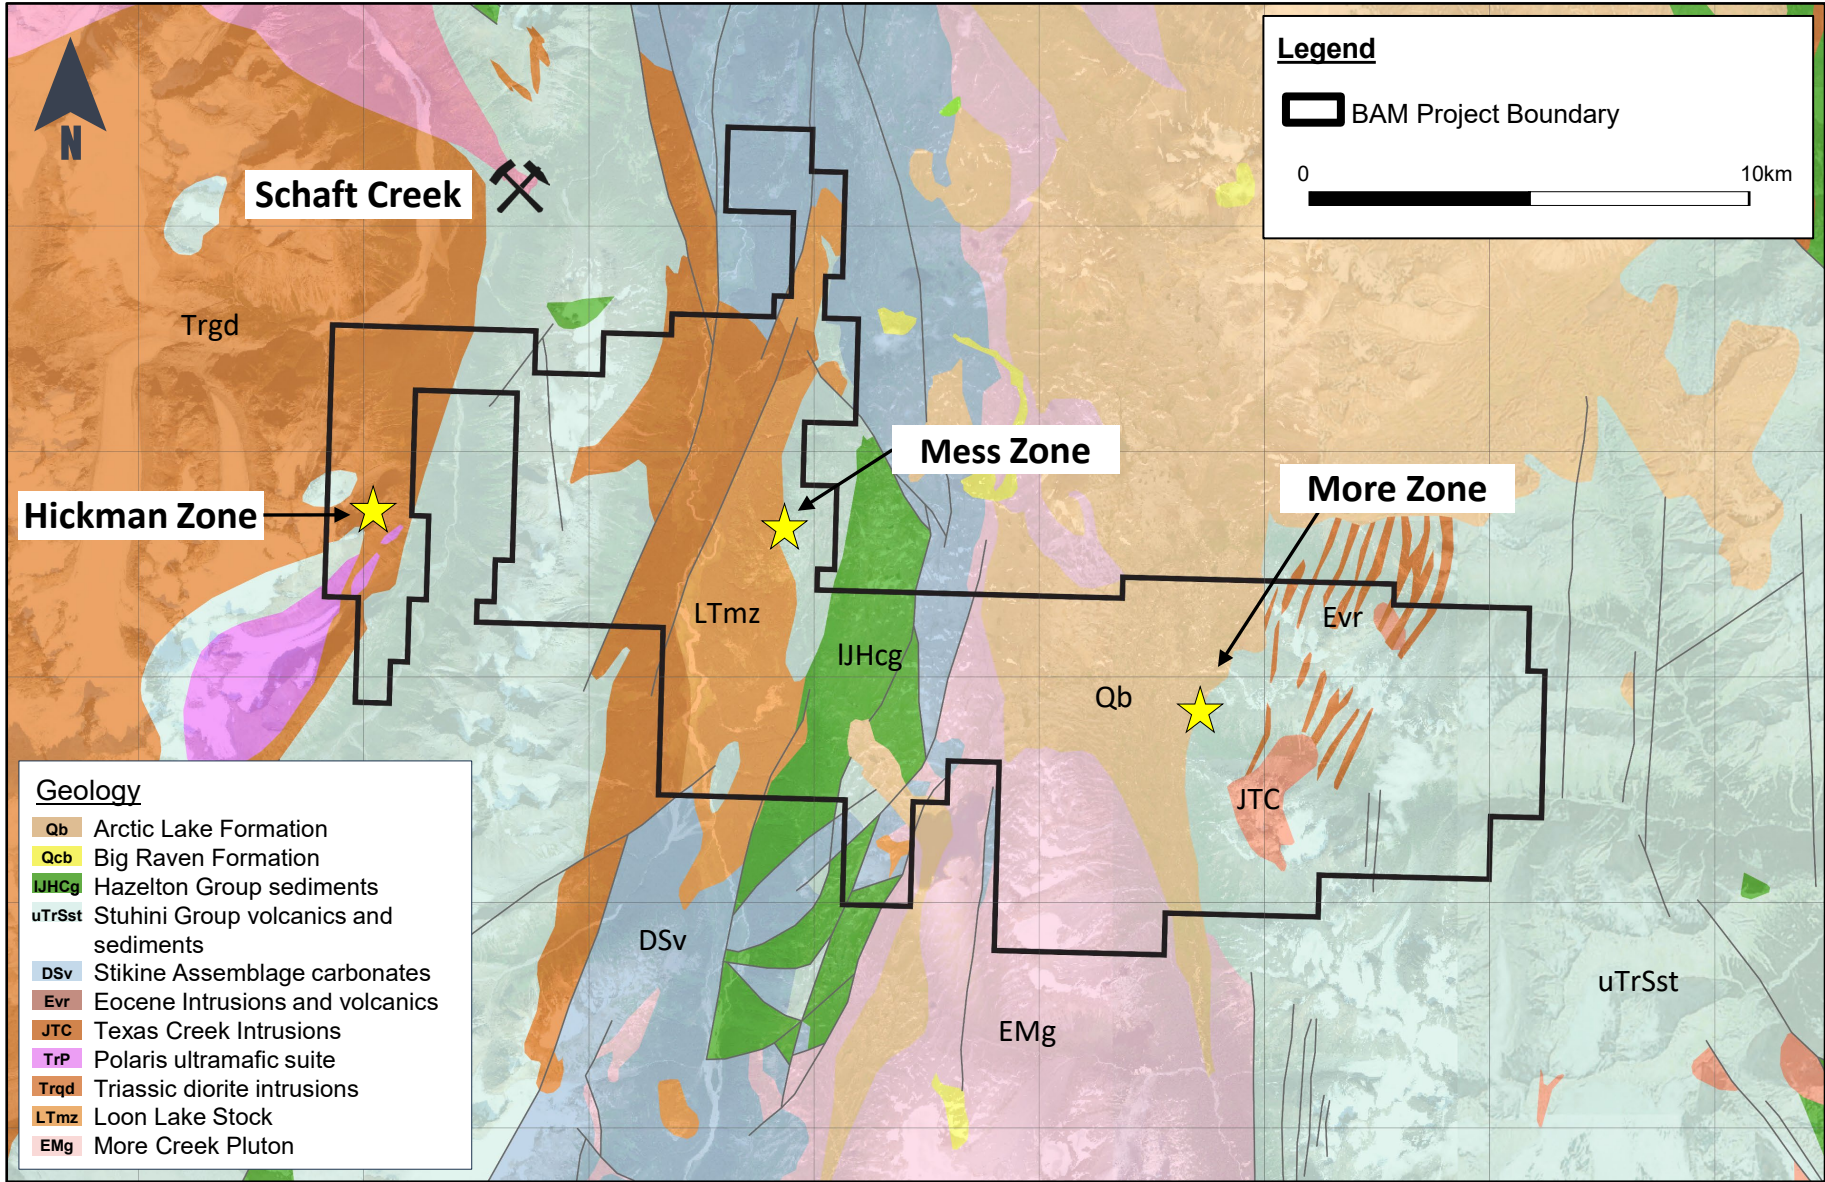 Legend
BAM Project Boundary
0 10km
N
Schaft Creek
Trgd
Mess Zone
More Zone
Hickman Zone
LTmz
Evr
lJHcg
Qb
JTC
DSv
uTrSst
EMg
Geology
Qb Arctic Lake Formation
Qcb Big Raven Formation
lJHCg Hazelton Group sediments
uTrSst Stuhini Group volcanics and
sediments
DSv Stikine Assemblage carbonates
Evr Eocene Intrusions and volcanics
JTC Texas Creek Intrusions
TrP Polaris ultramafic suite
Trqd Triassic diorite intrusions
LTmz Loon Lake Stock
EMg More Creek Pluton